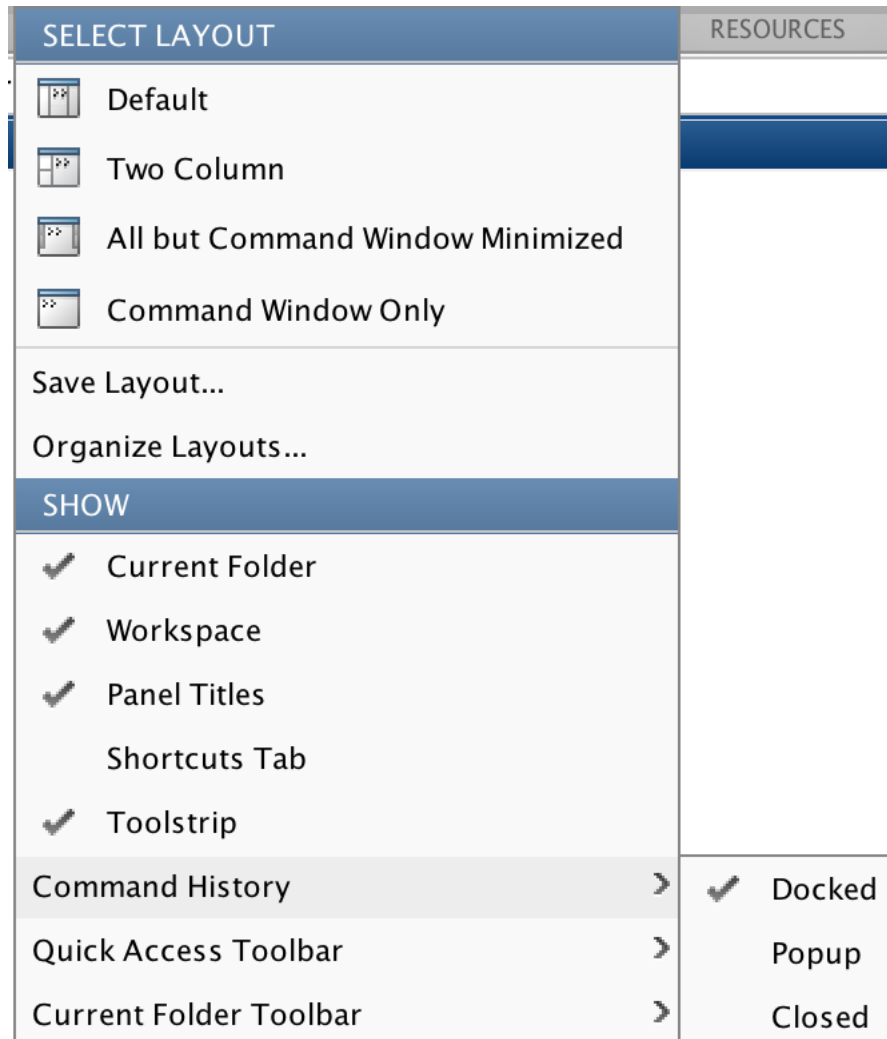 SELECT LAYOUT
RESOURCES
Default
Two Column
All but Command Window Minimized
Command Window Only
Save Layout...
Organize Layouts...
SHOW
Current Folder
Workspace
Panel Titles
Shortcuts Tab
Toolstrip
Command History
Docked
Quick Access Toolbar
Popup
Current Folder Toolbar
Closed